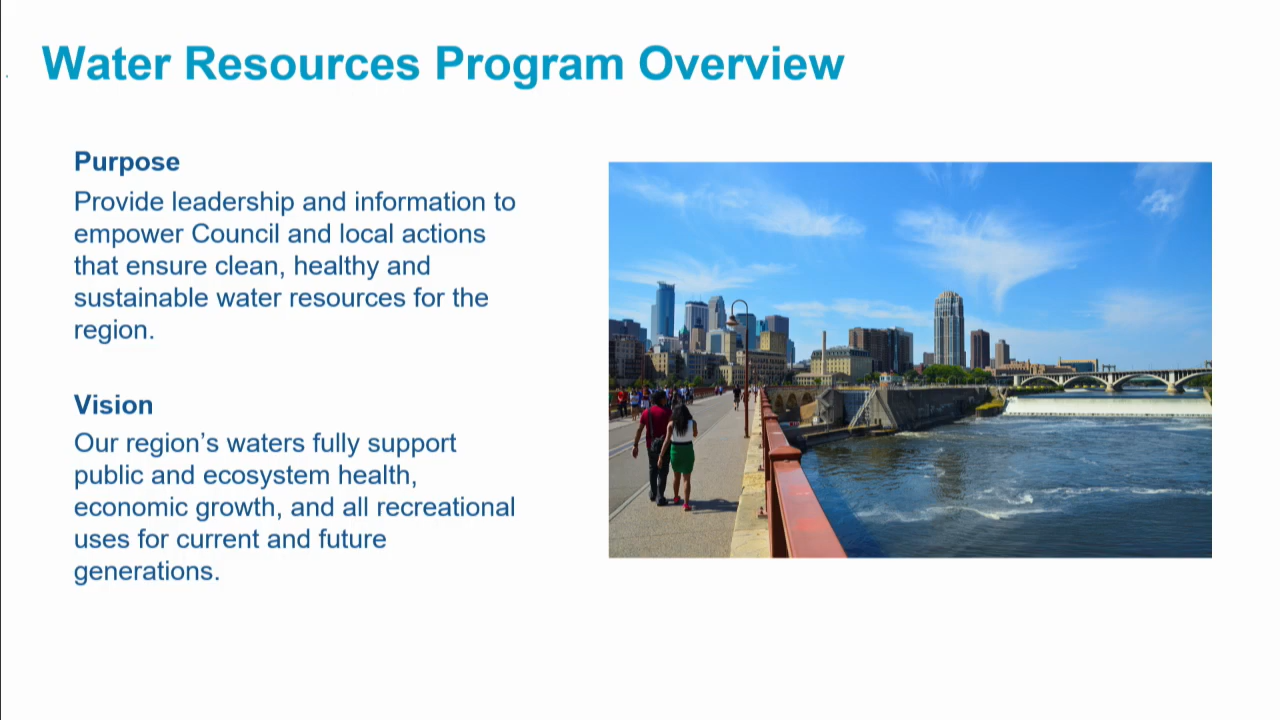 Water Resources Program Overview
Purpose
Provide leadership and information to
empower Council and local actions
that ensure clean, healthy and
sustainable water resources for the
region.
Vision
Our region’s waters fully support
public and ecosystem health,
economic growth, and all recreational
uses for current and future
generations.